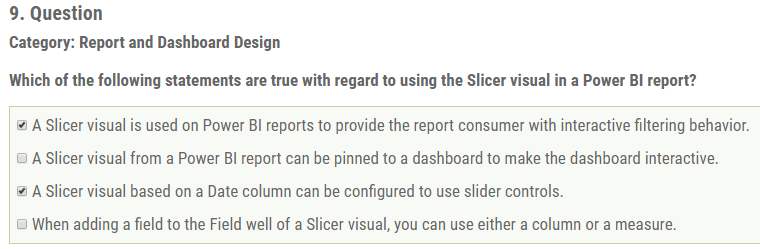 9. Question
Category: Report and Dashboard Design
Which of the following statements are true with regard to using the Slicer visual in a Power BI report?
A Slicer visual is used on Power BI reports to provide the report consumer with interactive filtering behavior.
A Slicer visual from a Power BI report can be pinned to a dashboard to make the dashboard interactive.
A Slicer visual based on a Date column can be configured to use slider controls.
When adding a field to the Field well of a Slicer visual, you can use either a column or a measure.